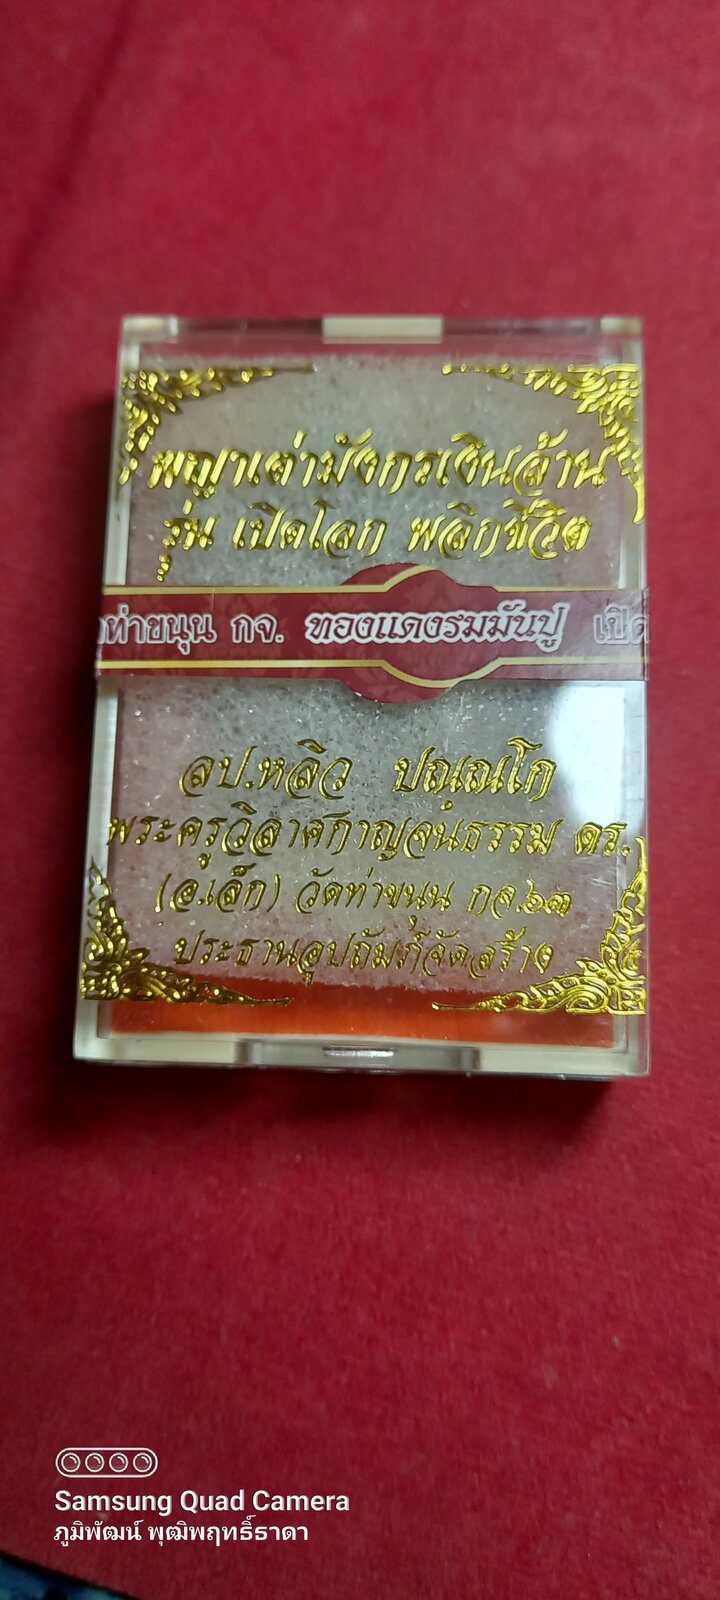 พญาเต่ามังกรเงินล้าน
รุ่น เปิดโลก พลิกชีวิต
ท่าขนุน กจ. ทองแดงรมมันปู เปิด
ลป.หลิว ปณฺณโก
พระครูวิลาศกาญจนธรรม ดร.
(อ.เล็ก) วัดท่าขนุน กจ.๖๓
ประธานอุปถัมภ์จัดสร้าง
Samsung Quad Camera
ภูมิพัฒน์ พุฒิพฤทธิ์ธาดา